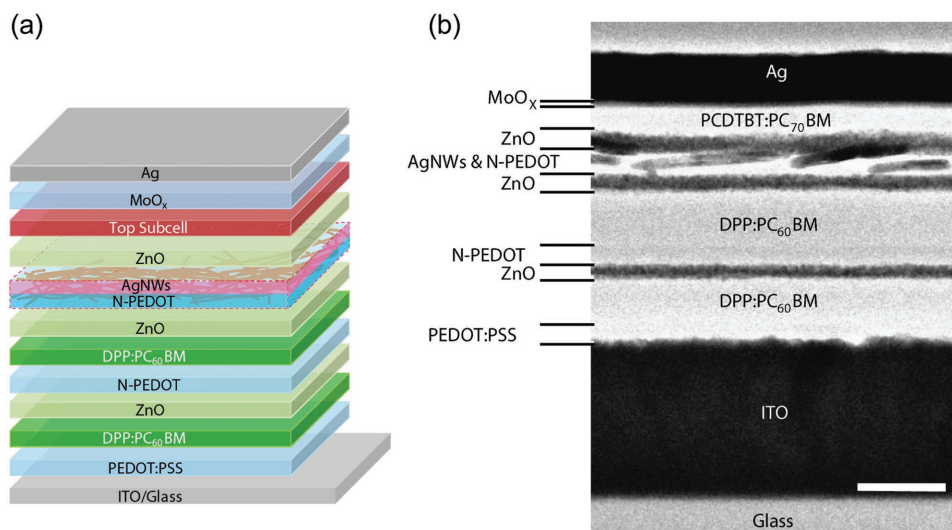 (a)
Ag
MoOₓ
Top Subcell
ZnO
AgNWs
N-PEDOT
ZnO
DPP:PC₆₀BM
N-PEDOT
ZnO
DPP:PC₆₀BM
PEDOT:PSS
ITO/Glass
(b)
Ag
MoOₓ
PCDTBT:PC₇₀BM
ZnO
AgNWs & N-PEDOT
ZnO
DPP:PC₆₀BM
N-PEDOT
ZnO
DPP:PC₆₀BM
PEDOT:PSS
ITO
Glass